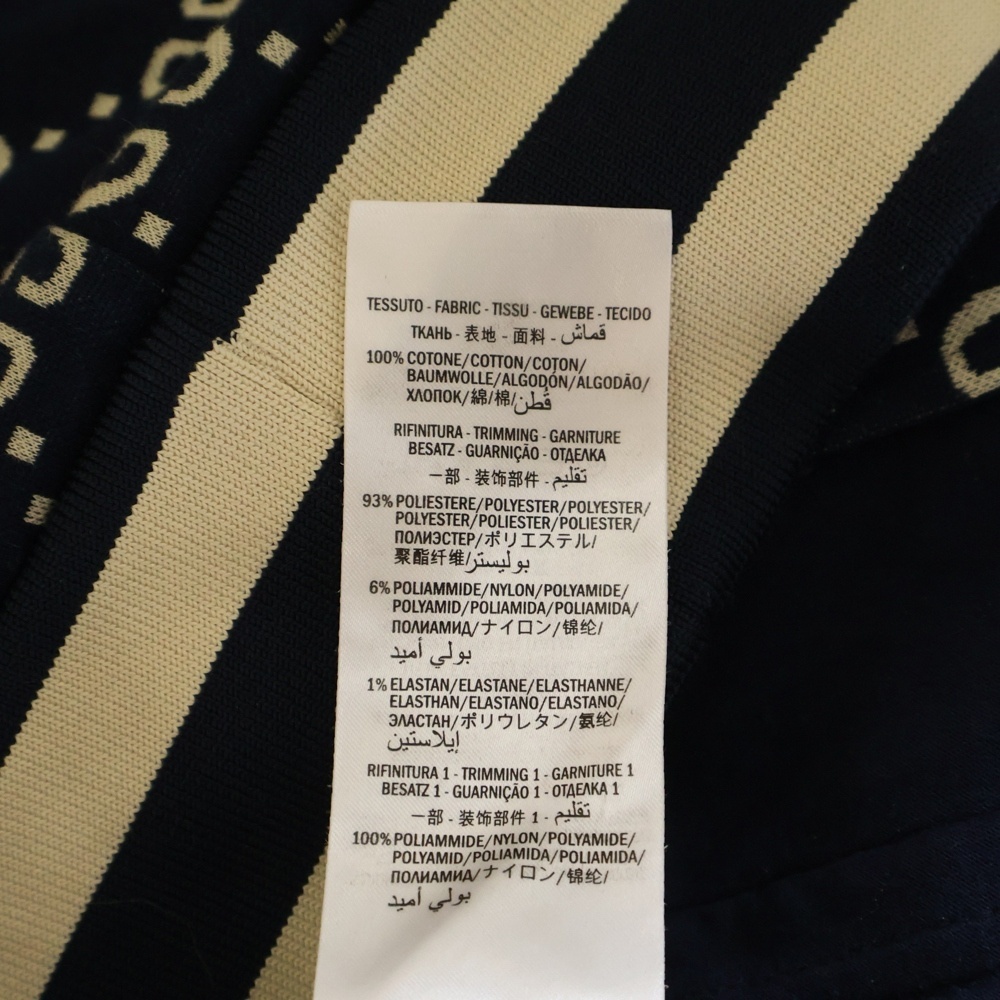 TESSUTO - FABRIC - TISSU - GEWEBE - TECIDO
ТКАНЬ - 表地 - 面料 - قماش
100% COTONE/COTTON/COTON/
BAUMWOLLE/ALGODÓN/ALGODÃO/
ХЛОПОК/綿/棉/قطن
RIFINITURA - TRIMMING - GARNITURE
BESATZ - GUARNIÇÃO - ОТДЕЛКА
一部 - 装饰部件 - تقليم
93% POLIESTERE/POLYESTER/POLYESTER/
POLYESTER/POLIESTER/POLIESTER/
ПОЛИЭСТЕР/ポリエステル/
聚酯纤维/بوليستر
6% POLIAMMIDE/NYLON/POLYAMIDE/
POLYAMID/POLIAMIDA/POLIAMIDA/
ПОЛИАМИД/ナイロン/锦纶/
بولي أميد
1% ELASTAN/ELASTANE/ELASTHANNE/
ELASTHAN/ELASTANO/ELASTANO/
ЭЛАСТАН/ポリウレタン/氨纶/
إيلاستين
RIFINITURA 1 - TRIMMING 1 - GARNITURE 1
BESATZ 1 - GUARNIÇÃO 1 - ОТДЕЛКА 1
一部 - 装饰部件 1 - تقليم
100% POLIAMMIDE/NYLON/POLYAMIDE/
POLYAMID/POLIAMIDA/POLIAMIDA/
ПОЛИАМИД/ナイロン/锦纶/
بولي أميد